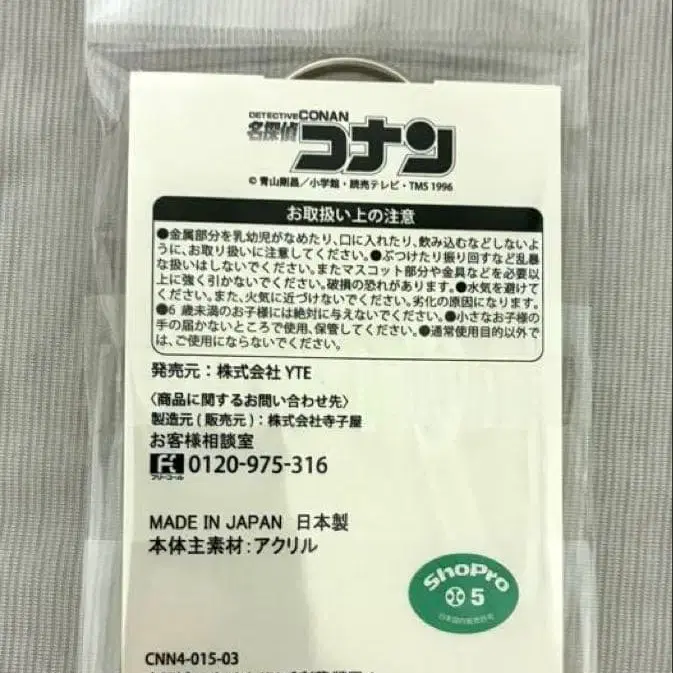 DETECTIVE CONAN
名探偵コナン
© 青山剛昌／小学館・読売テレビ・TMS 1996
お取扱い上の注意
●金属部分を乳幼児がなめたり、口に入れたり、飲み込むなどしないよ
うに、お取り扱いに注意してください。●ぶつけたり振り回すなど乱暴
な扱いはしないでください。またマスコット部分や金具などを必要以
上に強く引かないでください。破損の恐れがあります。●水気を避けて
ください。また、火気に近づけないでください。劣化の原因になります。
●6 歳未満のお子様には絶対に与えないでください。●小さなお子様の
手の届かないところで使用、保管してください。●通常使用目的以外で
は、ご使用にならないでください。
発売元：株式会社 YTE
〈商品に関するお問い合わせ先〉
製造元 ( 販売元 )：株式会社寺子屋
お客様相談室
フリーコール 0120-975-316
MADE IN JAPAN 日本製
本体主素材：アクリル
ShoPro
5
日本国内販売許可
CNN4-015-03